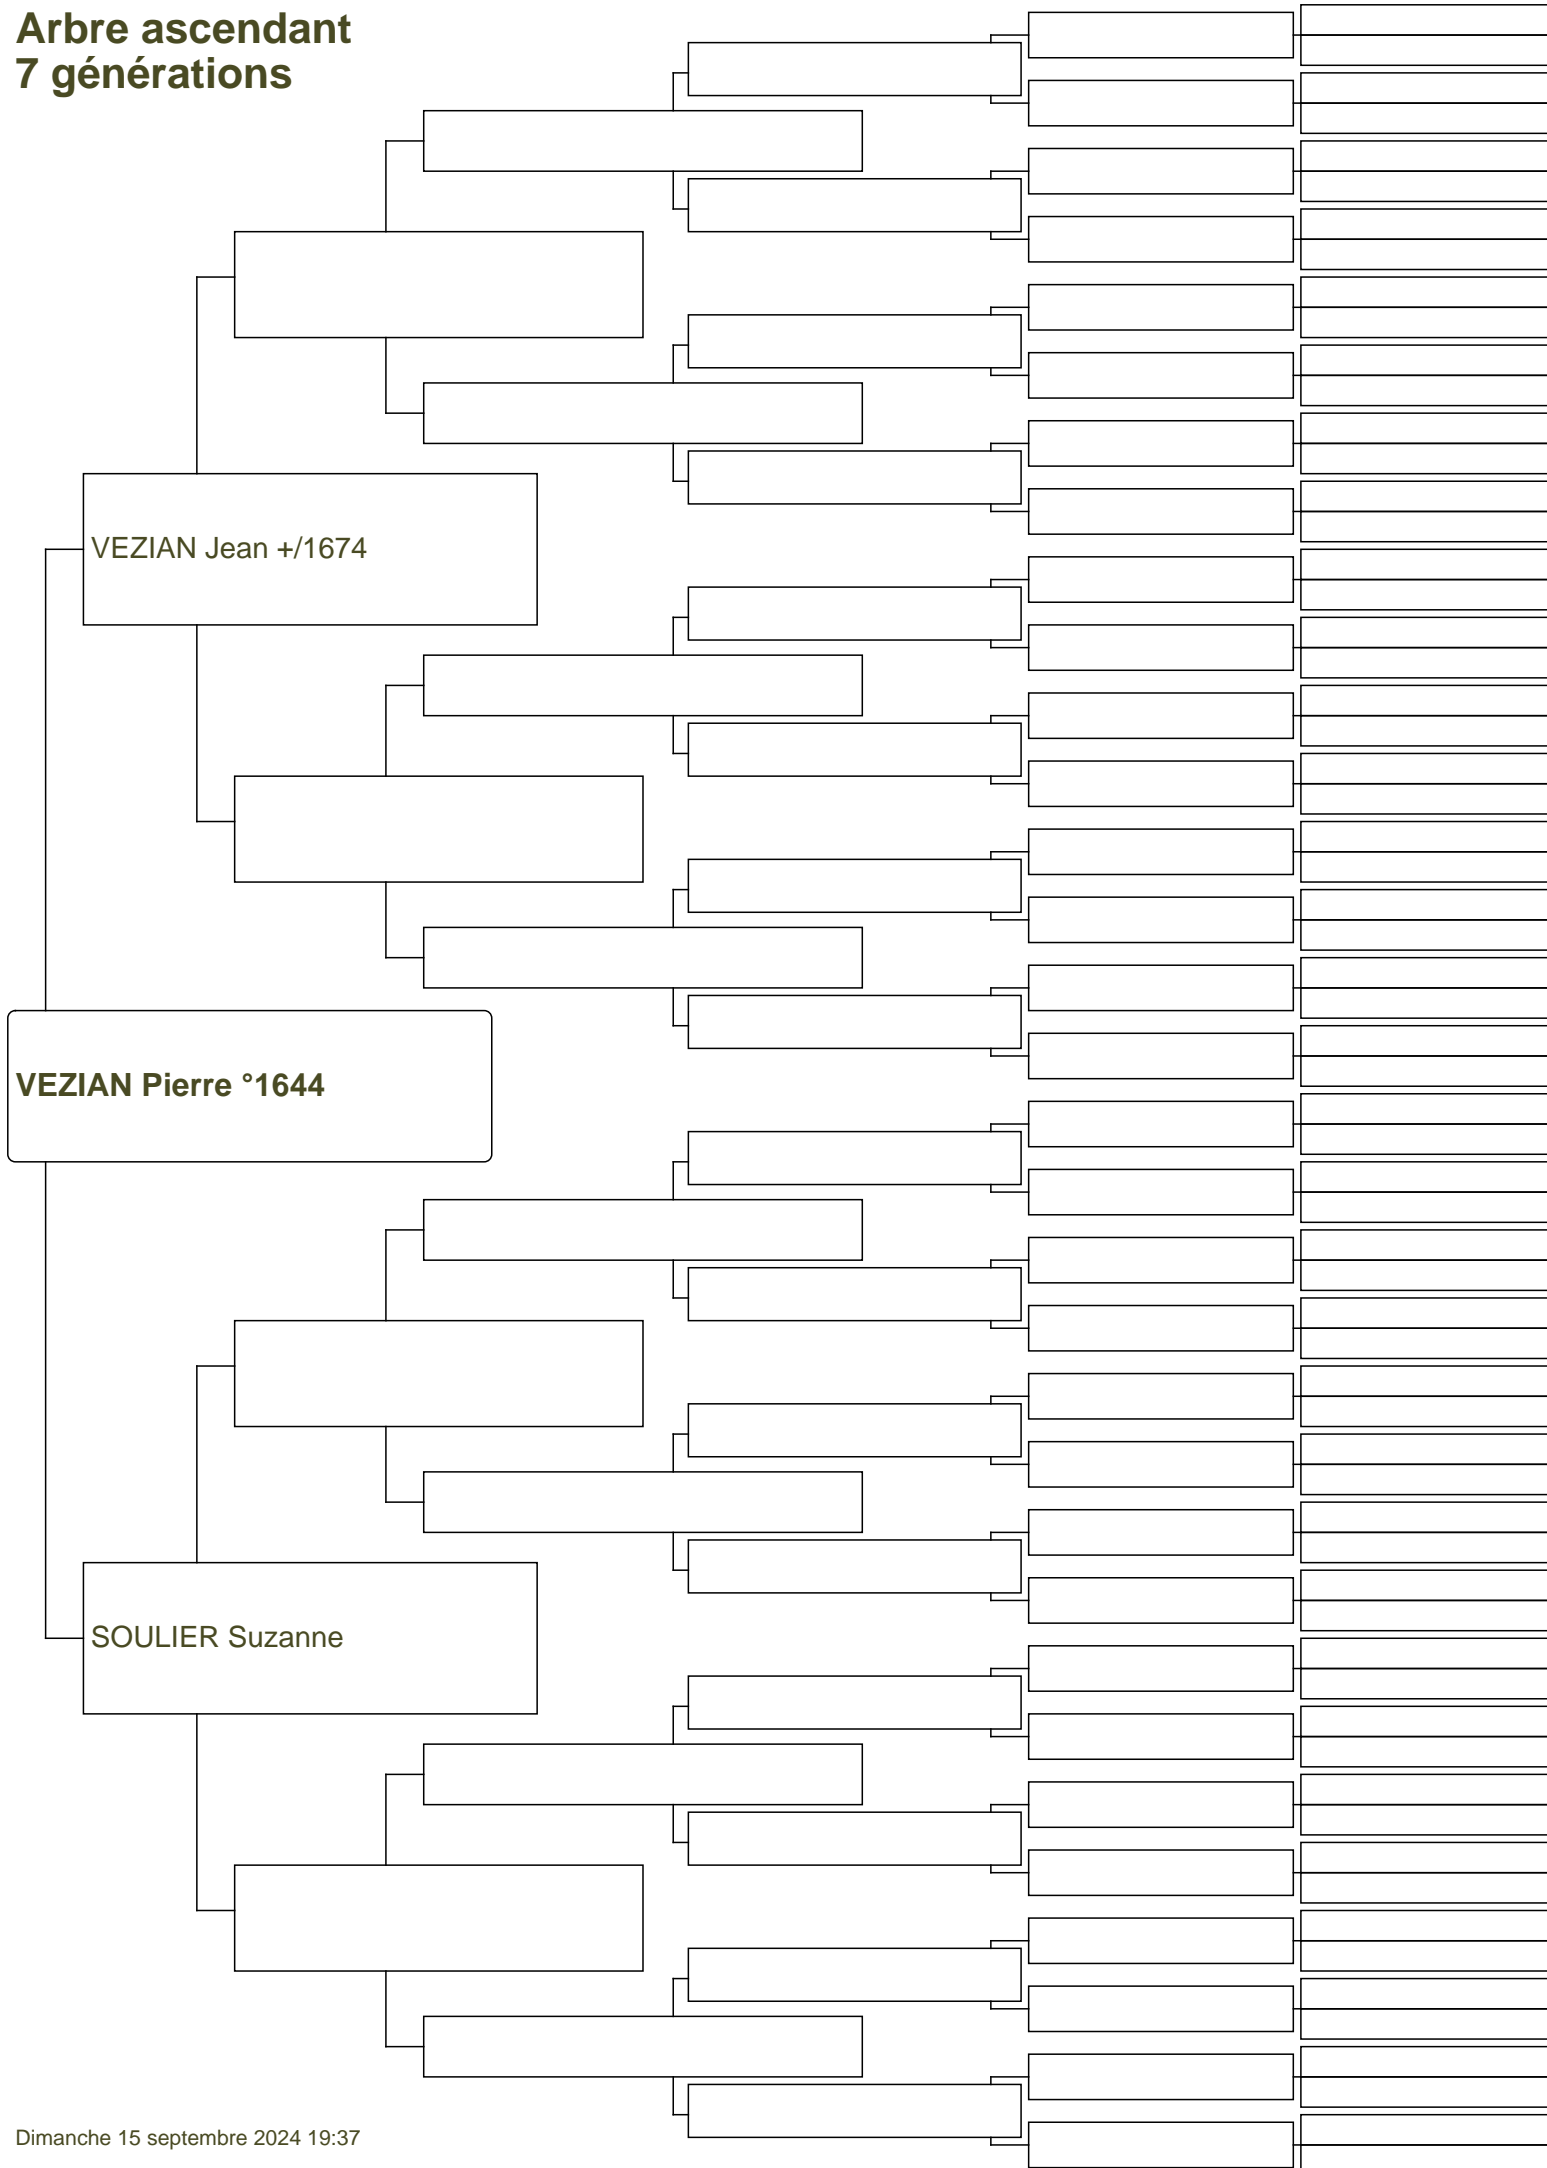 Arbre ascendant
7 générations
VEZIAN Jean +/1674
VEZIAN Pierre °1644
SOULIER Suzanne
Dimanche 15 septembre 2024 19:37